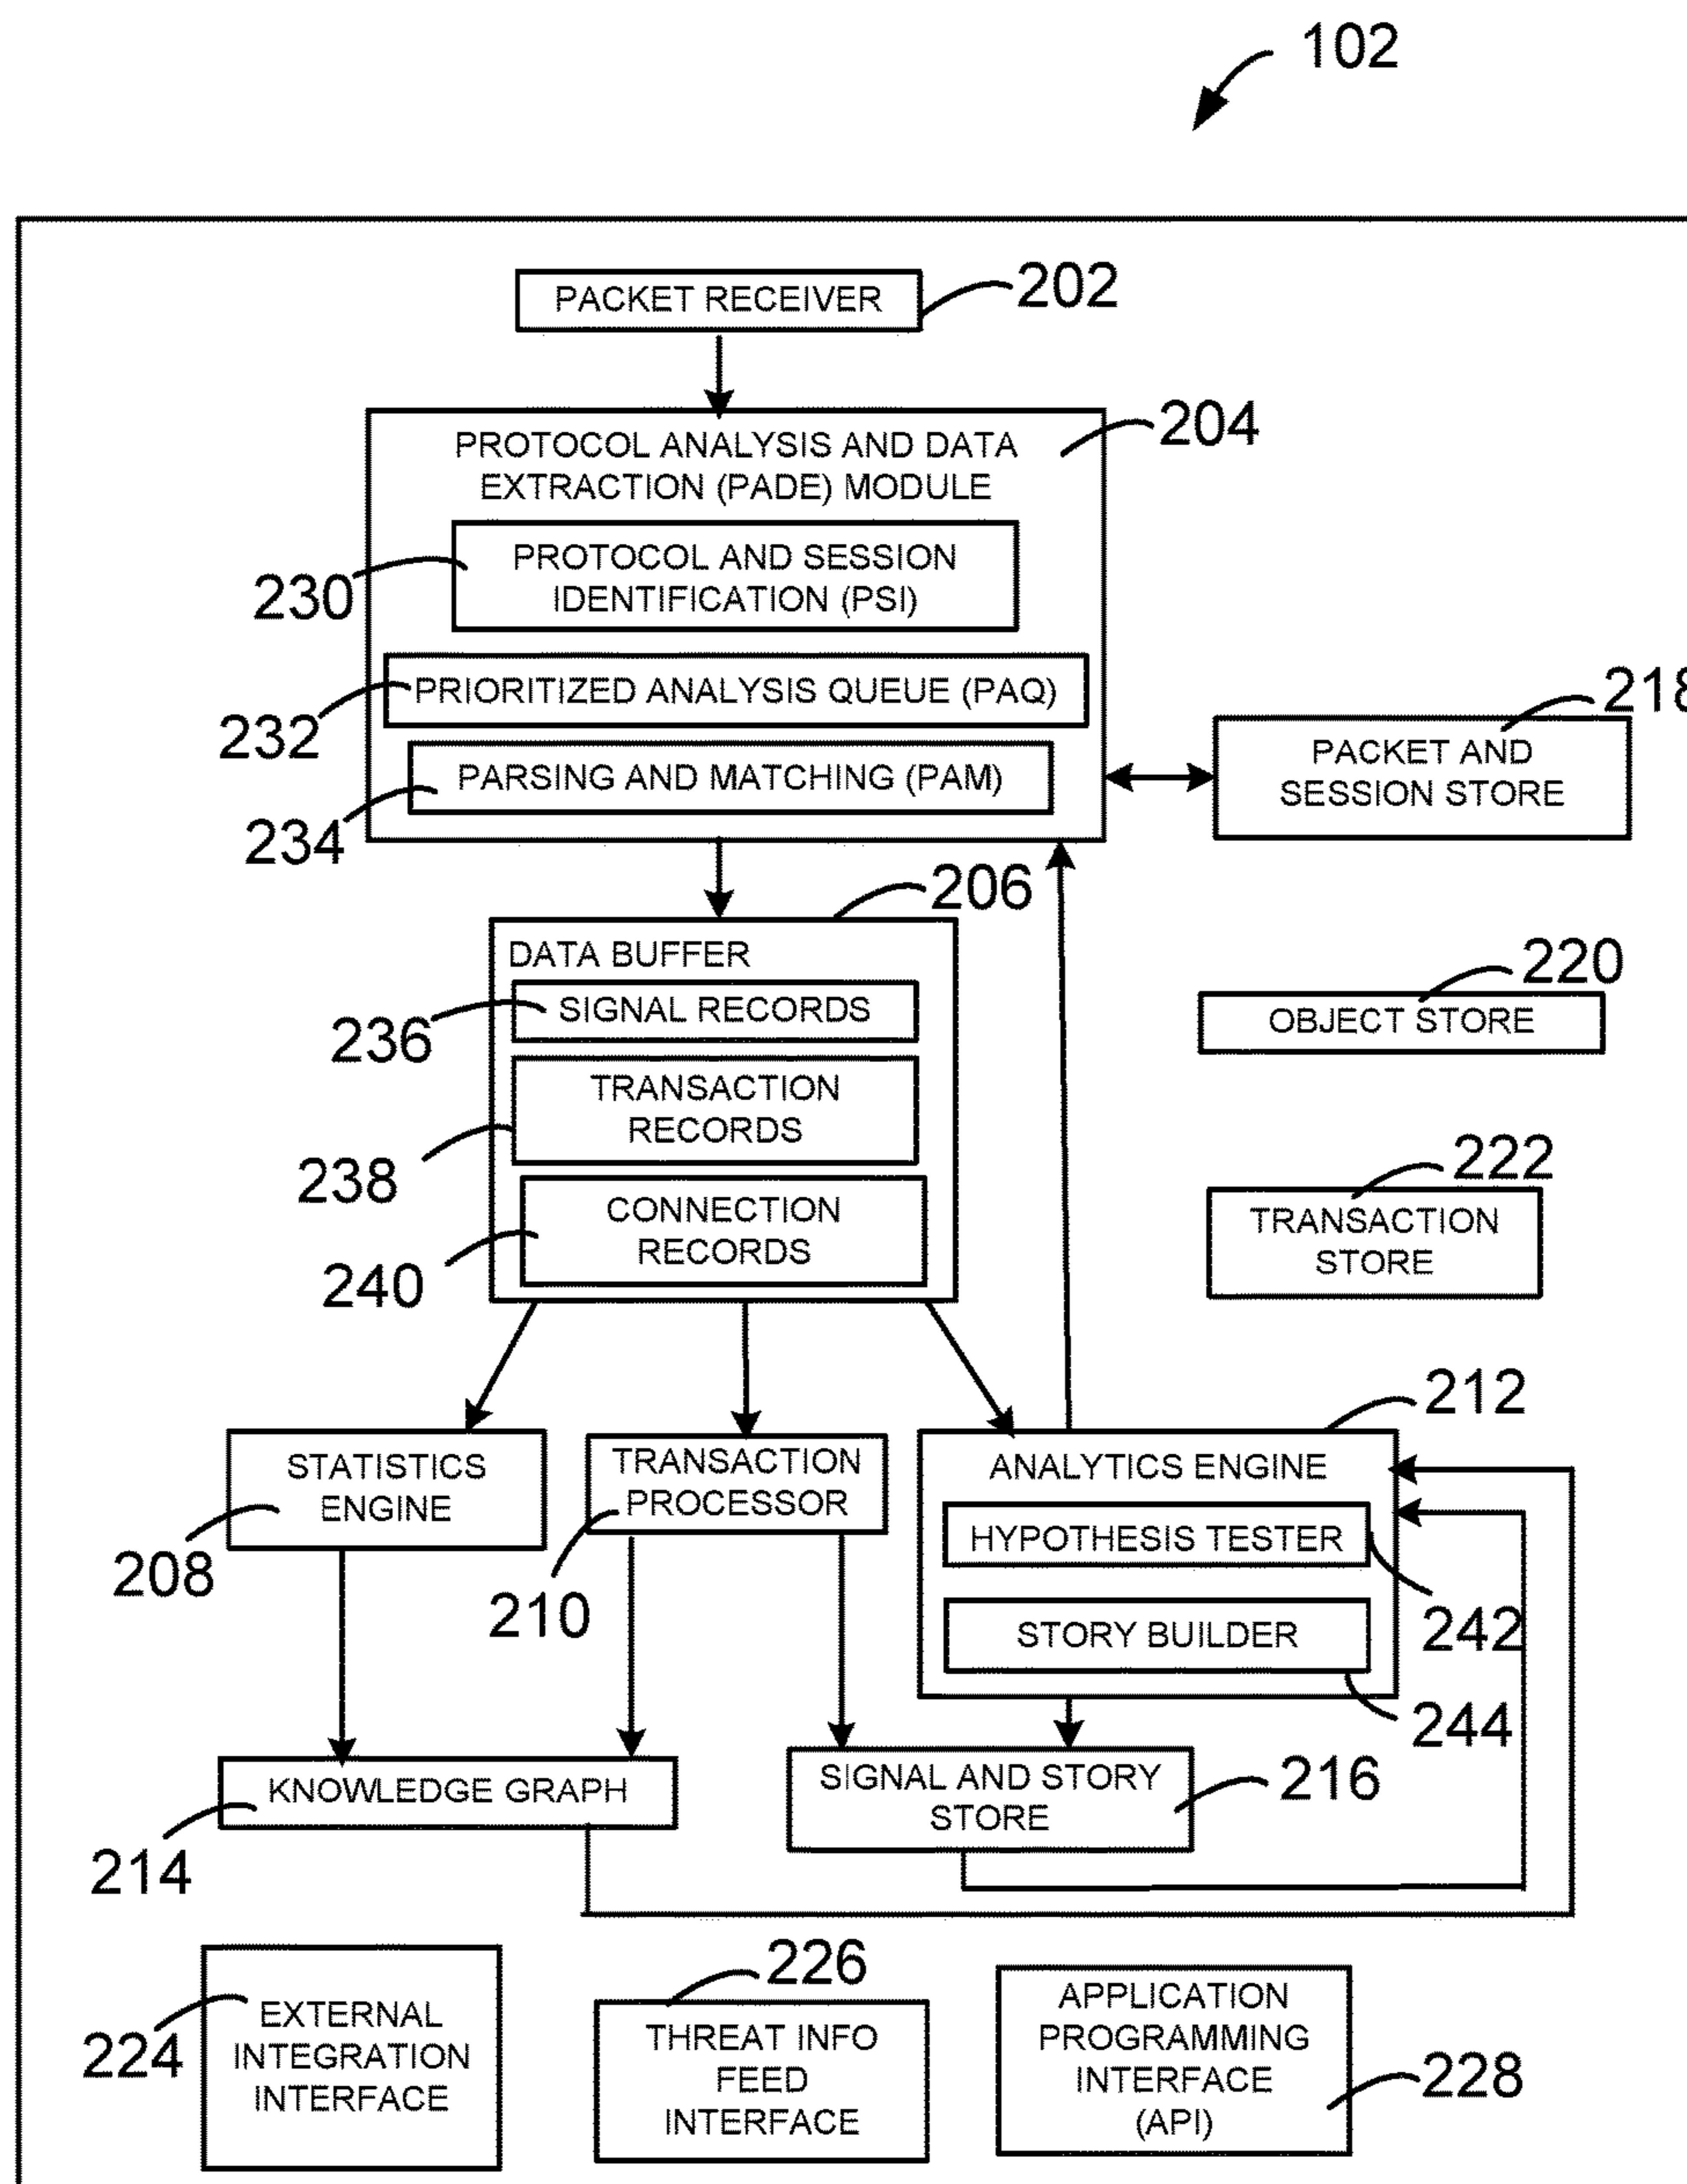 102
PACKET RECEIVER
202
PROTOCOL ANALYSIS AND DATA
EXTRACTION (PADE) MODULE
204
PROTOCOL AND SESSION
IDENTIFICATION (PSI)
230
PRIORITIZED ANALYSIS QUEUE (PAQ)
232
PARSING AND MATCHING (PAM)
234
218
PACKET AND
SESSION STORE
206
DATA BUFFER
SIGNAL RECORDS
236
TRANSACTION
RECORDS
238
CONNECTION
RECORDS
240
220
OBJECT STORE
222
TRANSACTION
STORE
STATISTICS
ENGINE
208
TRANSACTION
PROCESSOR
210
212
ANALYTICS ENGINE
HYPOTHESIS TESTER
242
STORY BUILDER
244
KNOWLEDGE GRAPH
214
SIGNAL AND STORY
STORE
216
EXTERNAL
INTEGRATION
INTERFACE
224
226
THREAT INFO
FEED
INTERFACE
APPLICATION
PROGRAMMING
INTERFACE
(API)
228